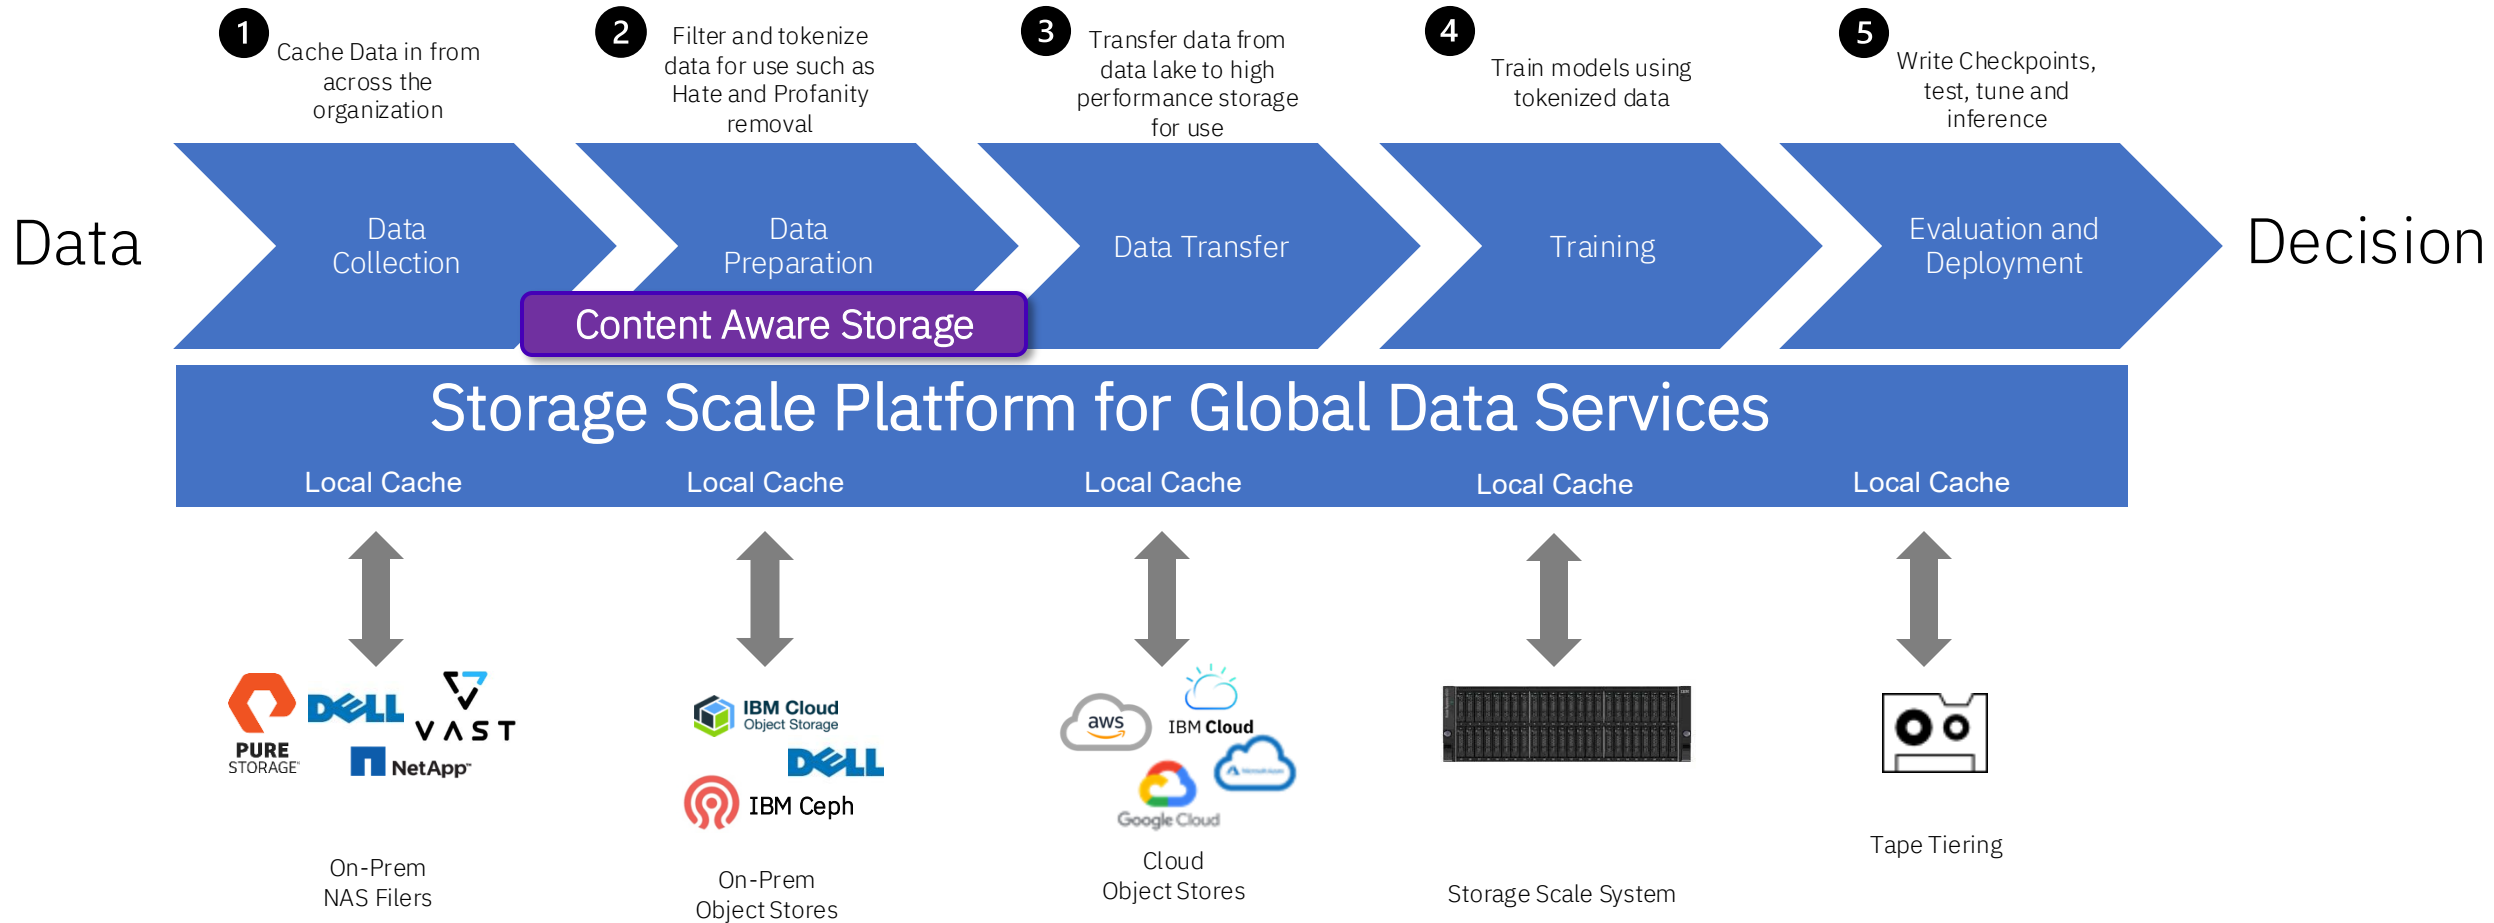 1
Cache Data in from
across the
organization
2
Filter and tokenize
data for use such as
Hate and Profanity
removal
3
Transfer data from
data lake to high
performance storage
for use
4
Train models using
tokenized data
5
Write Checkpoints,
test, tune and
inference
Data
Data
Collection
Data
Preparation
Data Transfer
Training
Evaluation and
Deployment
Decision
Content Aware Storage
Storage Scale Platform for Global Data Services
Local Cache
Local Cache
Local Cache
Local Cache
Local Cache
PURE
STORAGE
DELL
VAST
NetApp™
On-Prem
NAS Filers
IBM Cloud
Object Storage
DELL
IBM Ceph
On-Prem
Object Stores
aws
IBM Cloud
Microsoft Azure
Google Cloud
Cloud
Object Stores
IBM
Storage Scale System
Tape Tiering